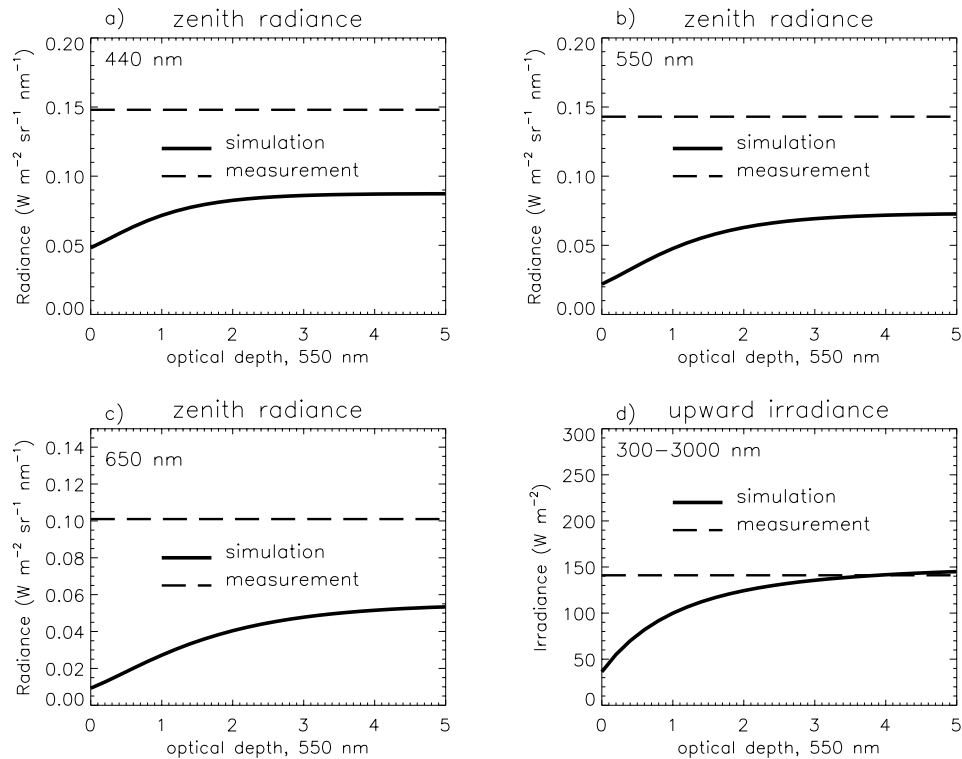 a) zenith radiance
440 nm
simulation
measurement
Radiance (W m⁻² sr⁻¹ nm⁻¹)
0.20
0.15
0.10
0.05
0.00
0 1 2 3 4 5
optical depth, 550 nm
b) zenith radiance
550 nm
simulation
measurement
Radiance (W m⁻² sr⁻¹ nm⁻¹)
0.20
0.15
0.10
0.05
0.00
0 1 2 3 4 5
optical depth, 550 nm
c) zenith radiance
650 nm
simulation
measurement
Radiance (W m⁻² sr⁻¹ nm⁻¹)
0.14
0.12
0.10
0.08
0.06
0.04
0.02
0.00
0 1 2 3 4 5
optical depth, 550 nm
d) upward irradiance
300−3000 nm
simulation
measurement
Irradiance (W m⁻²)
300
250
200
150
100
50
0
0 1 2 3 4 5
optical depth, 550 nm